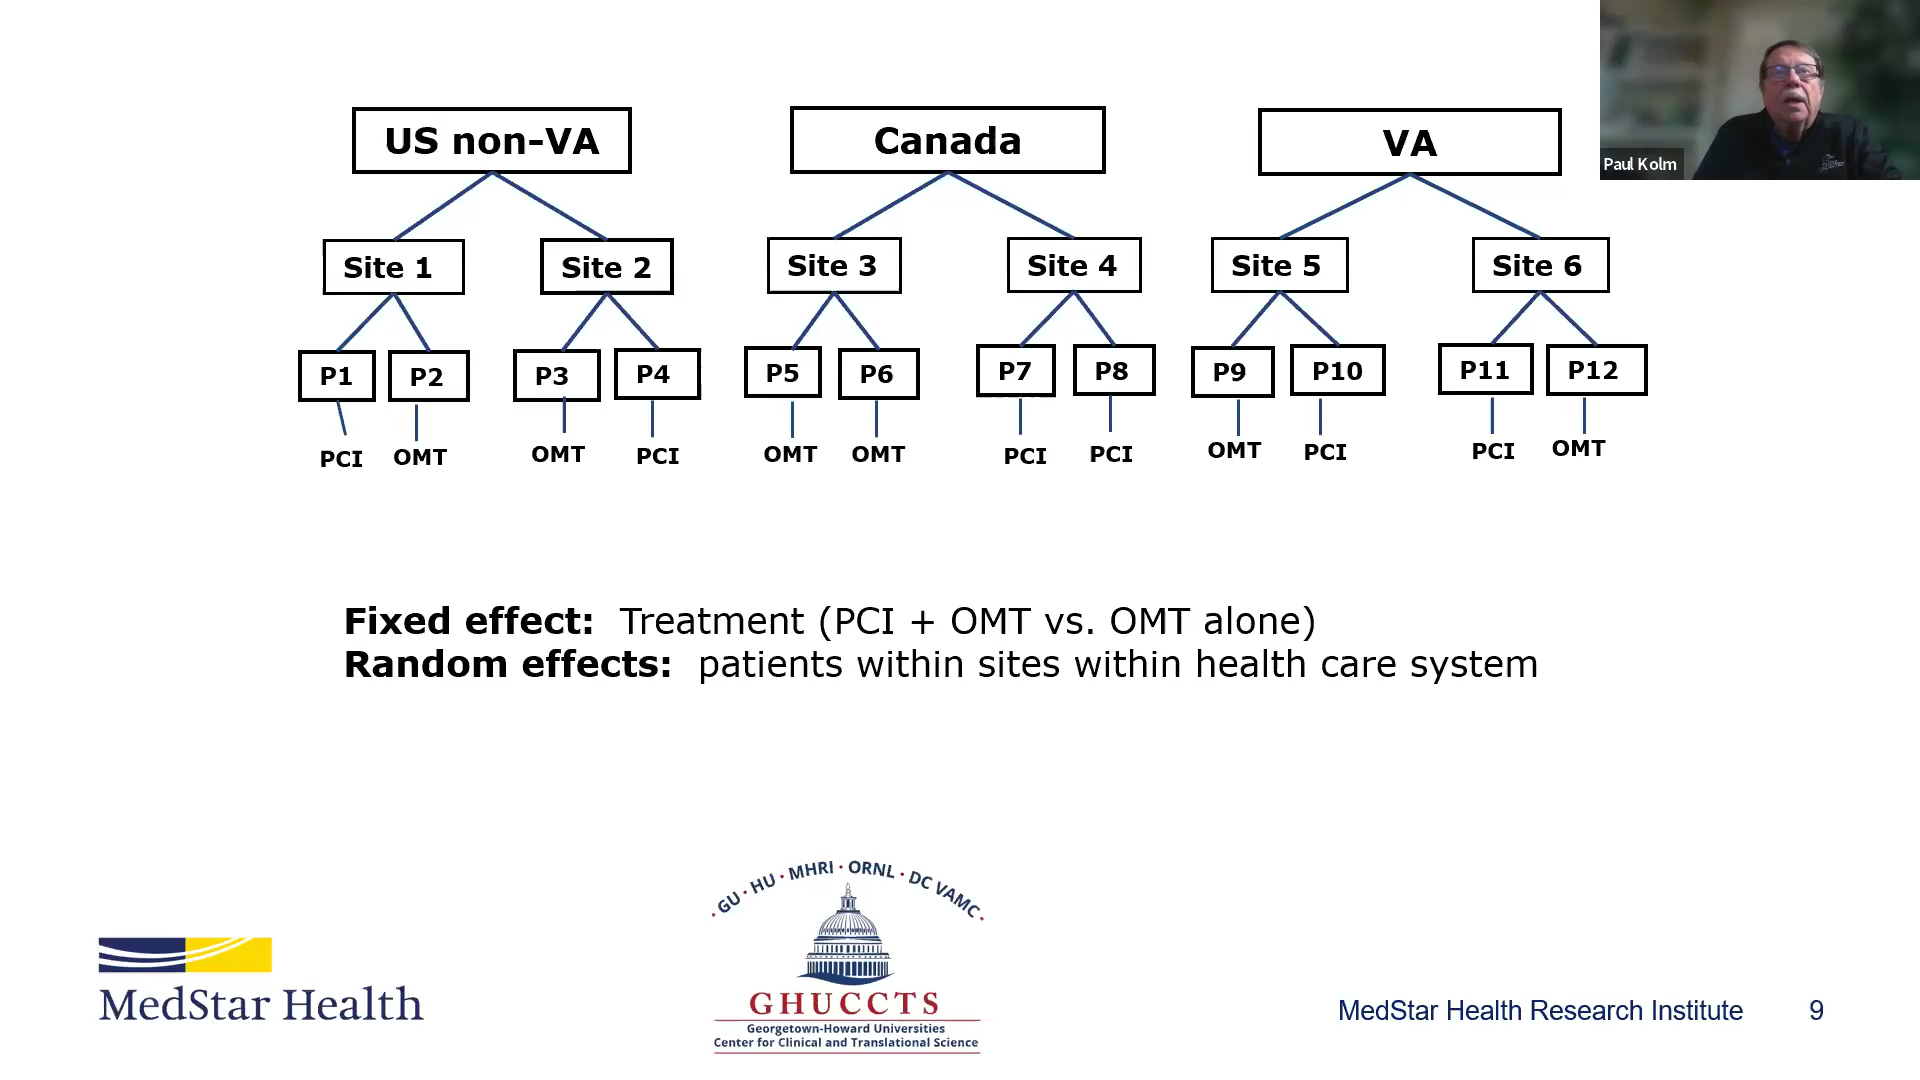 US non-VA
Canada
VA
Paul Kolm
Site 1
Site 2
Site 3
Site 4
Site 5
Site 6
P1
P2
P3
P4
P5
P6
P7
P8
P9
P10
P11
P12
PCI
OMT
OMT
PCI
OMT
OMT
PCI
PCI
OMT
PCI
PCI
OMT
Fixed effect: Treatment (PCI + OMT vs. OMT alone)
Random effects: patients within sites within health care system
· GU · HU · MHRI · ORNL · DC VAMC ·
GHUCCTS
Georgetown-Howard Universities
Center for Clinical and Translational Science
MedStar Health
MedStar Health Research Institute
9